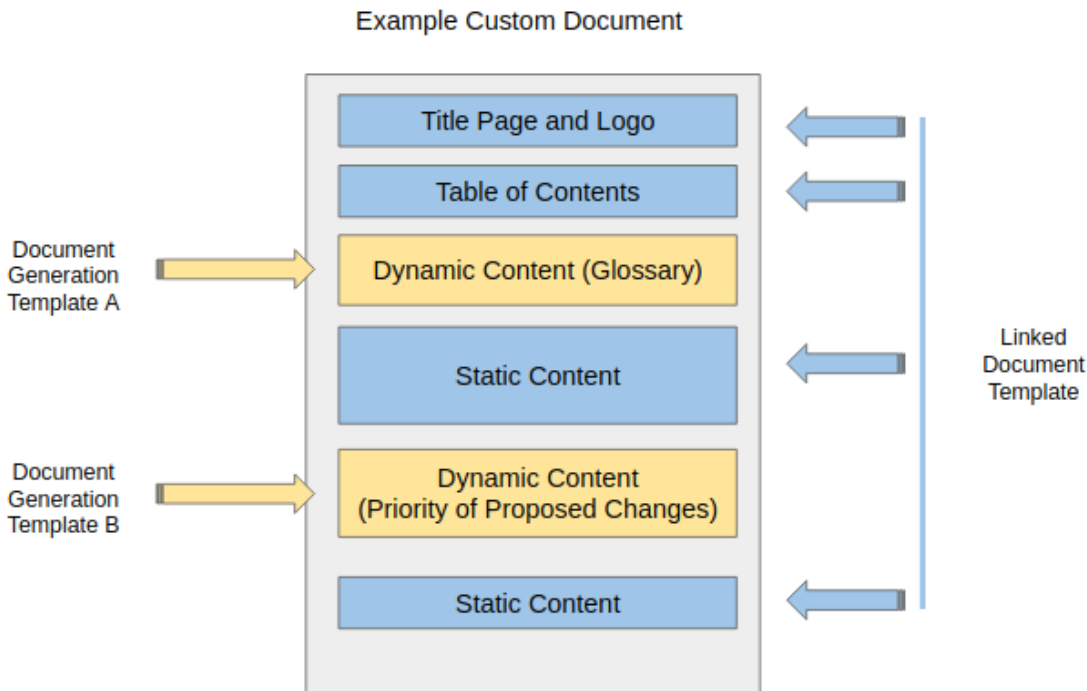 Example Custom Document
Title Page and Logo
Table of Contents
Document
Generation
Template A
Dynamic Content (Glossary)
Static Content
Linked
Document
Template
Document
Generation
Template B
Dynamic Content
(Priority of Proposed Changes)
Static Content